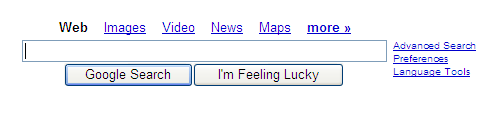 Web Images Video News Maps more »
Advanced Search
Preferences
Language Tools
Google Search I'm Feeling Lucky